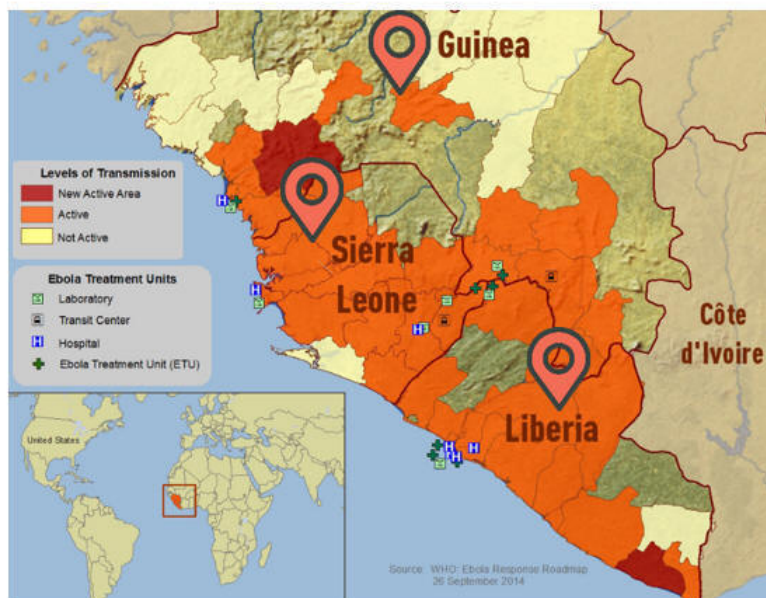 Guinea
Levels of Transmission
New Active Area
Active
Not Active
Ebola Treatment Units
Laboratory
Transit Center
H Hospital
Ebola Treatment Unit (ETU)
Sierra
Leone
Côte
d'Ivoire
Liberia
United States
Source: WHO: Ebola Response Roadmap
26 September 2014